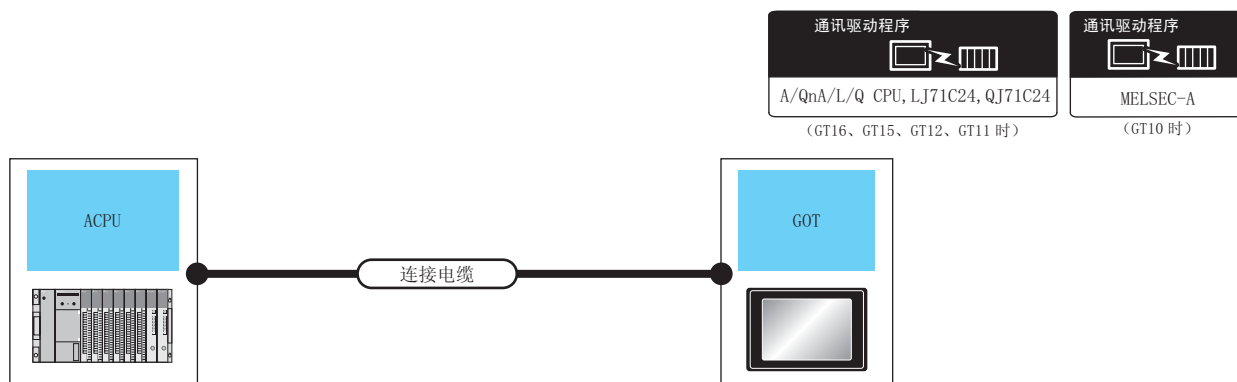 通讯驱动程序
A/QnA/L/Q CPU,LJ71C24,QJ71C24
(GT16、GT15、GT12、GT11 时)
通讯驱动程序
MELSEC-A
(GT10 时)
ACPU
GOT
连接电缆